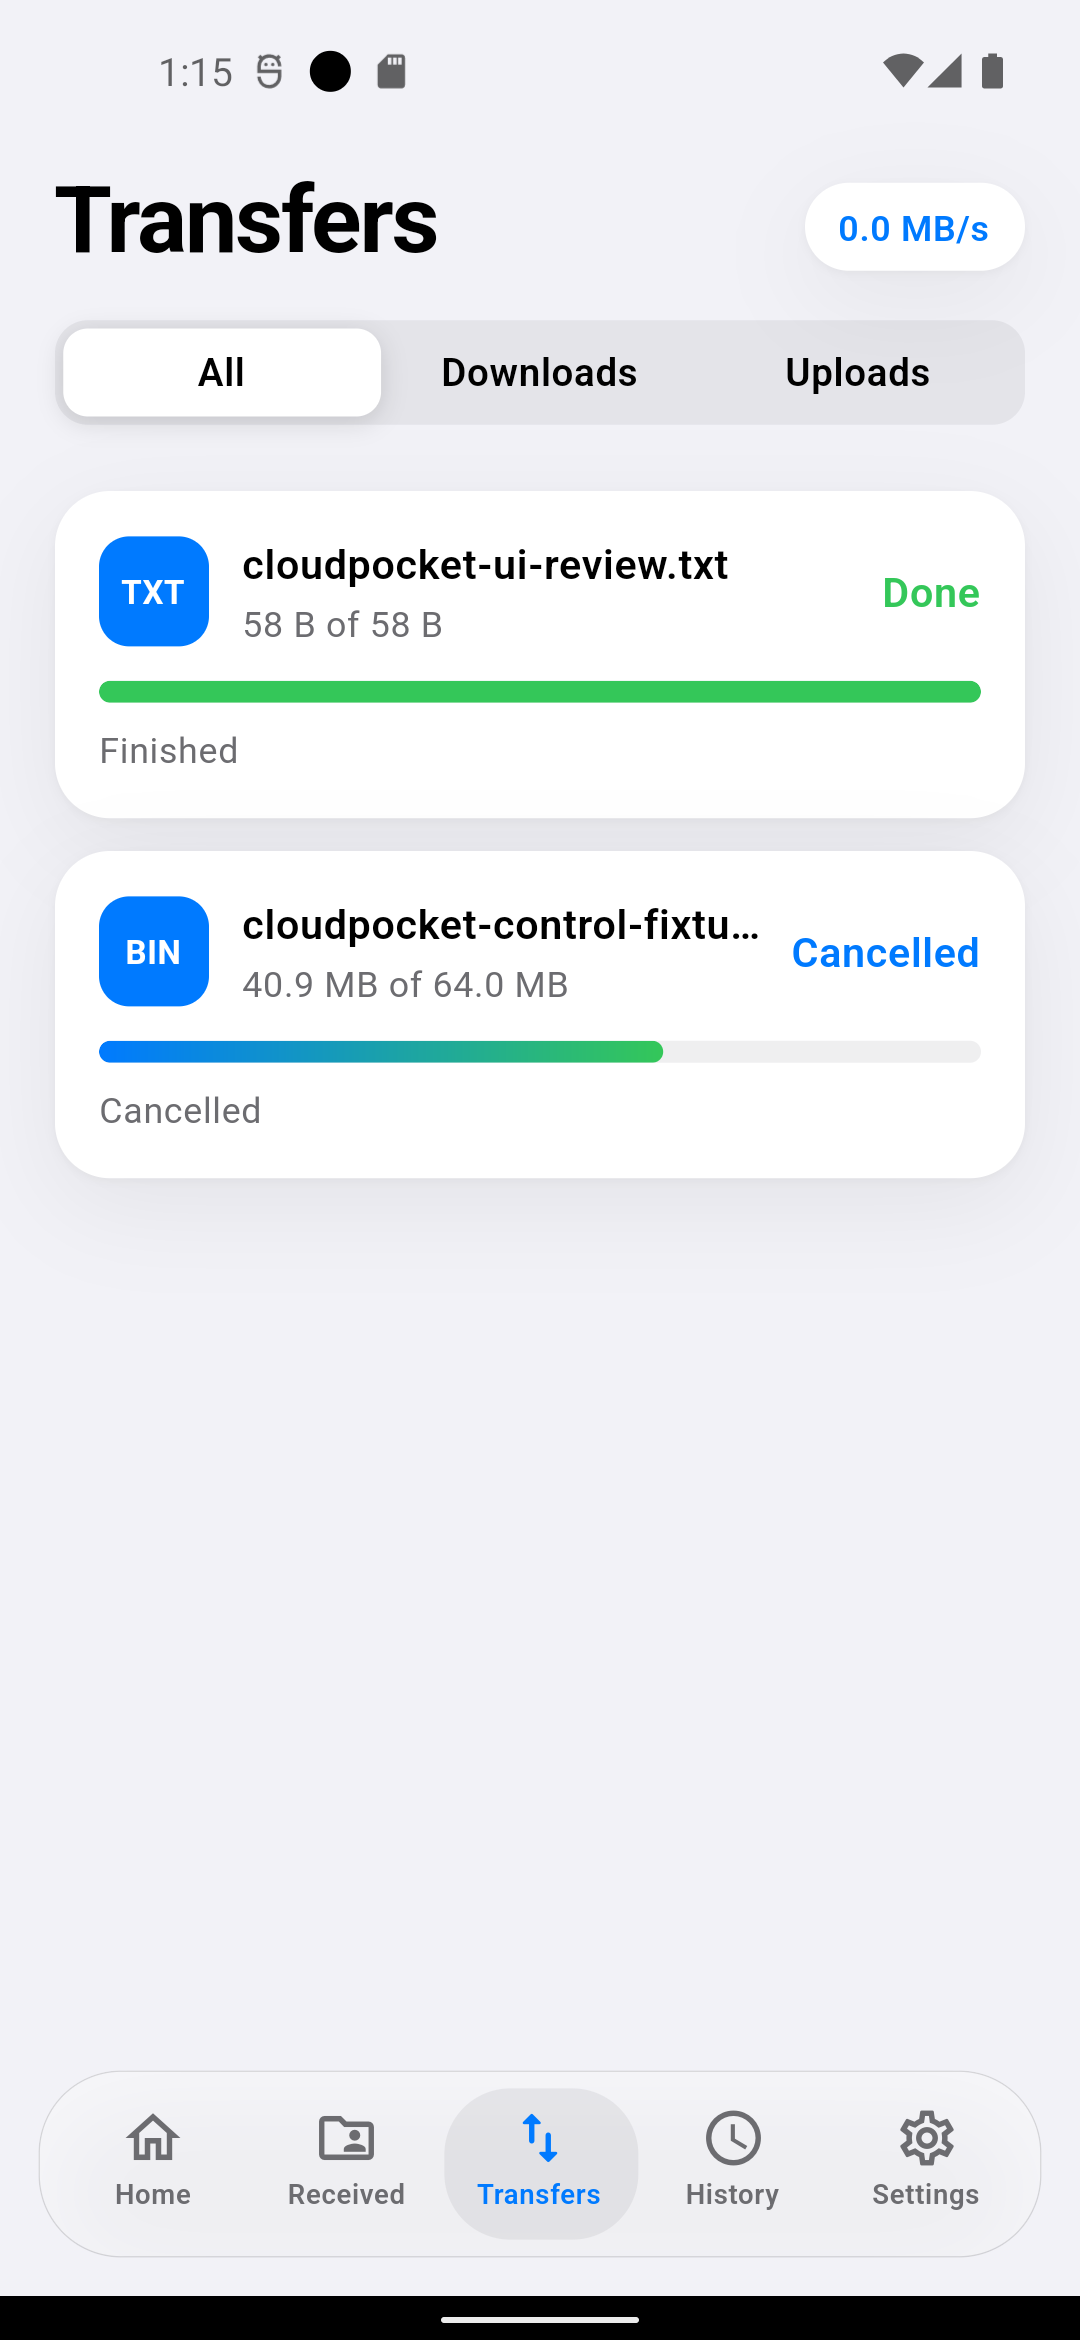 1:15
Transfers
0.0 MB/s
All Downloads Uploads
TXT
cloudpocket-ui-review.txt
58 B of 58 B
Done
Finished
BIN
cloudpocket-control-fixtu...
40.9 MB of 64.0 MB
Cancelled
Cancelled
Home Received Transfers History Settings